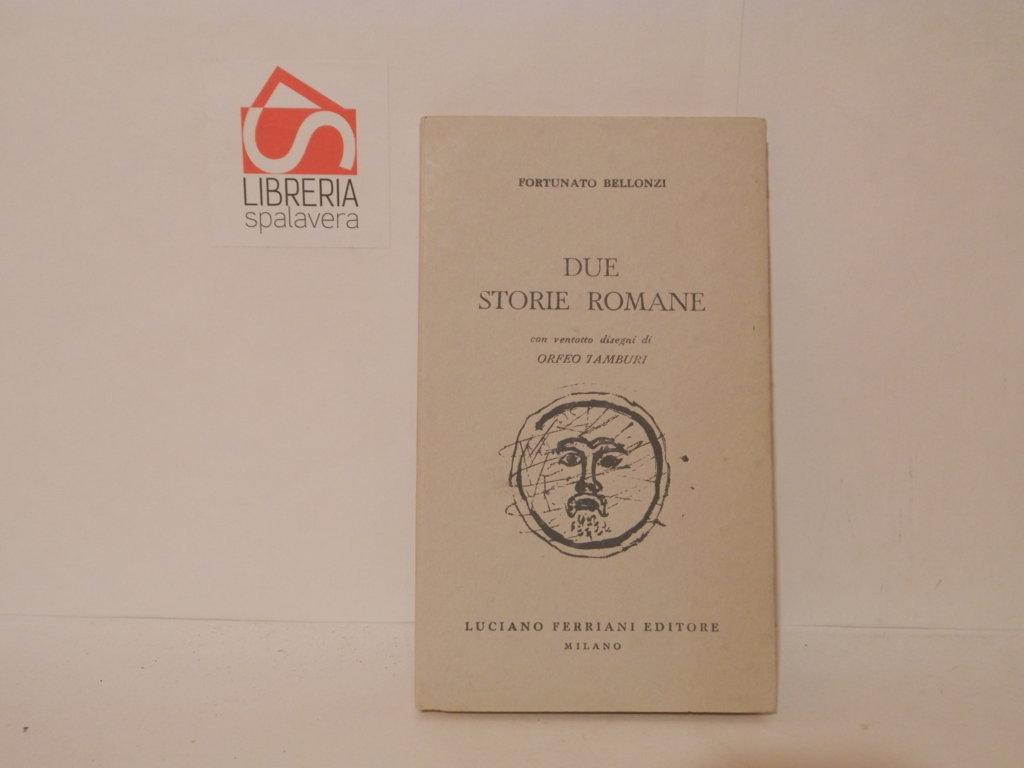 LIBRERIA
spalavera
FORTUNATO BELLONZI
DUE
STORIE ROMANE
con ventotto disegni di
ORFEO TAMBURI
LUCIANO FERRIANI EDITORE
MILANO